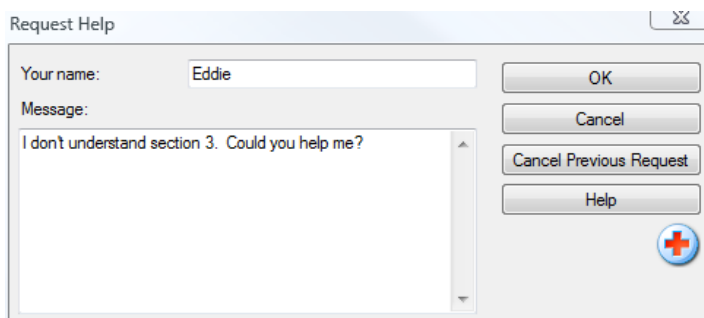 Request Help
Your name: Eddie
OK
Message:
Cancel
I don't understand section 3. Could you help me?
Cancel Previous Request
Help